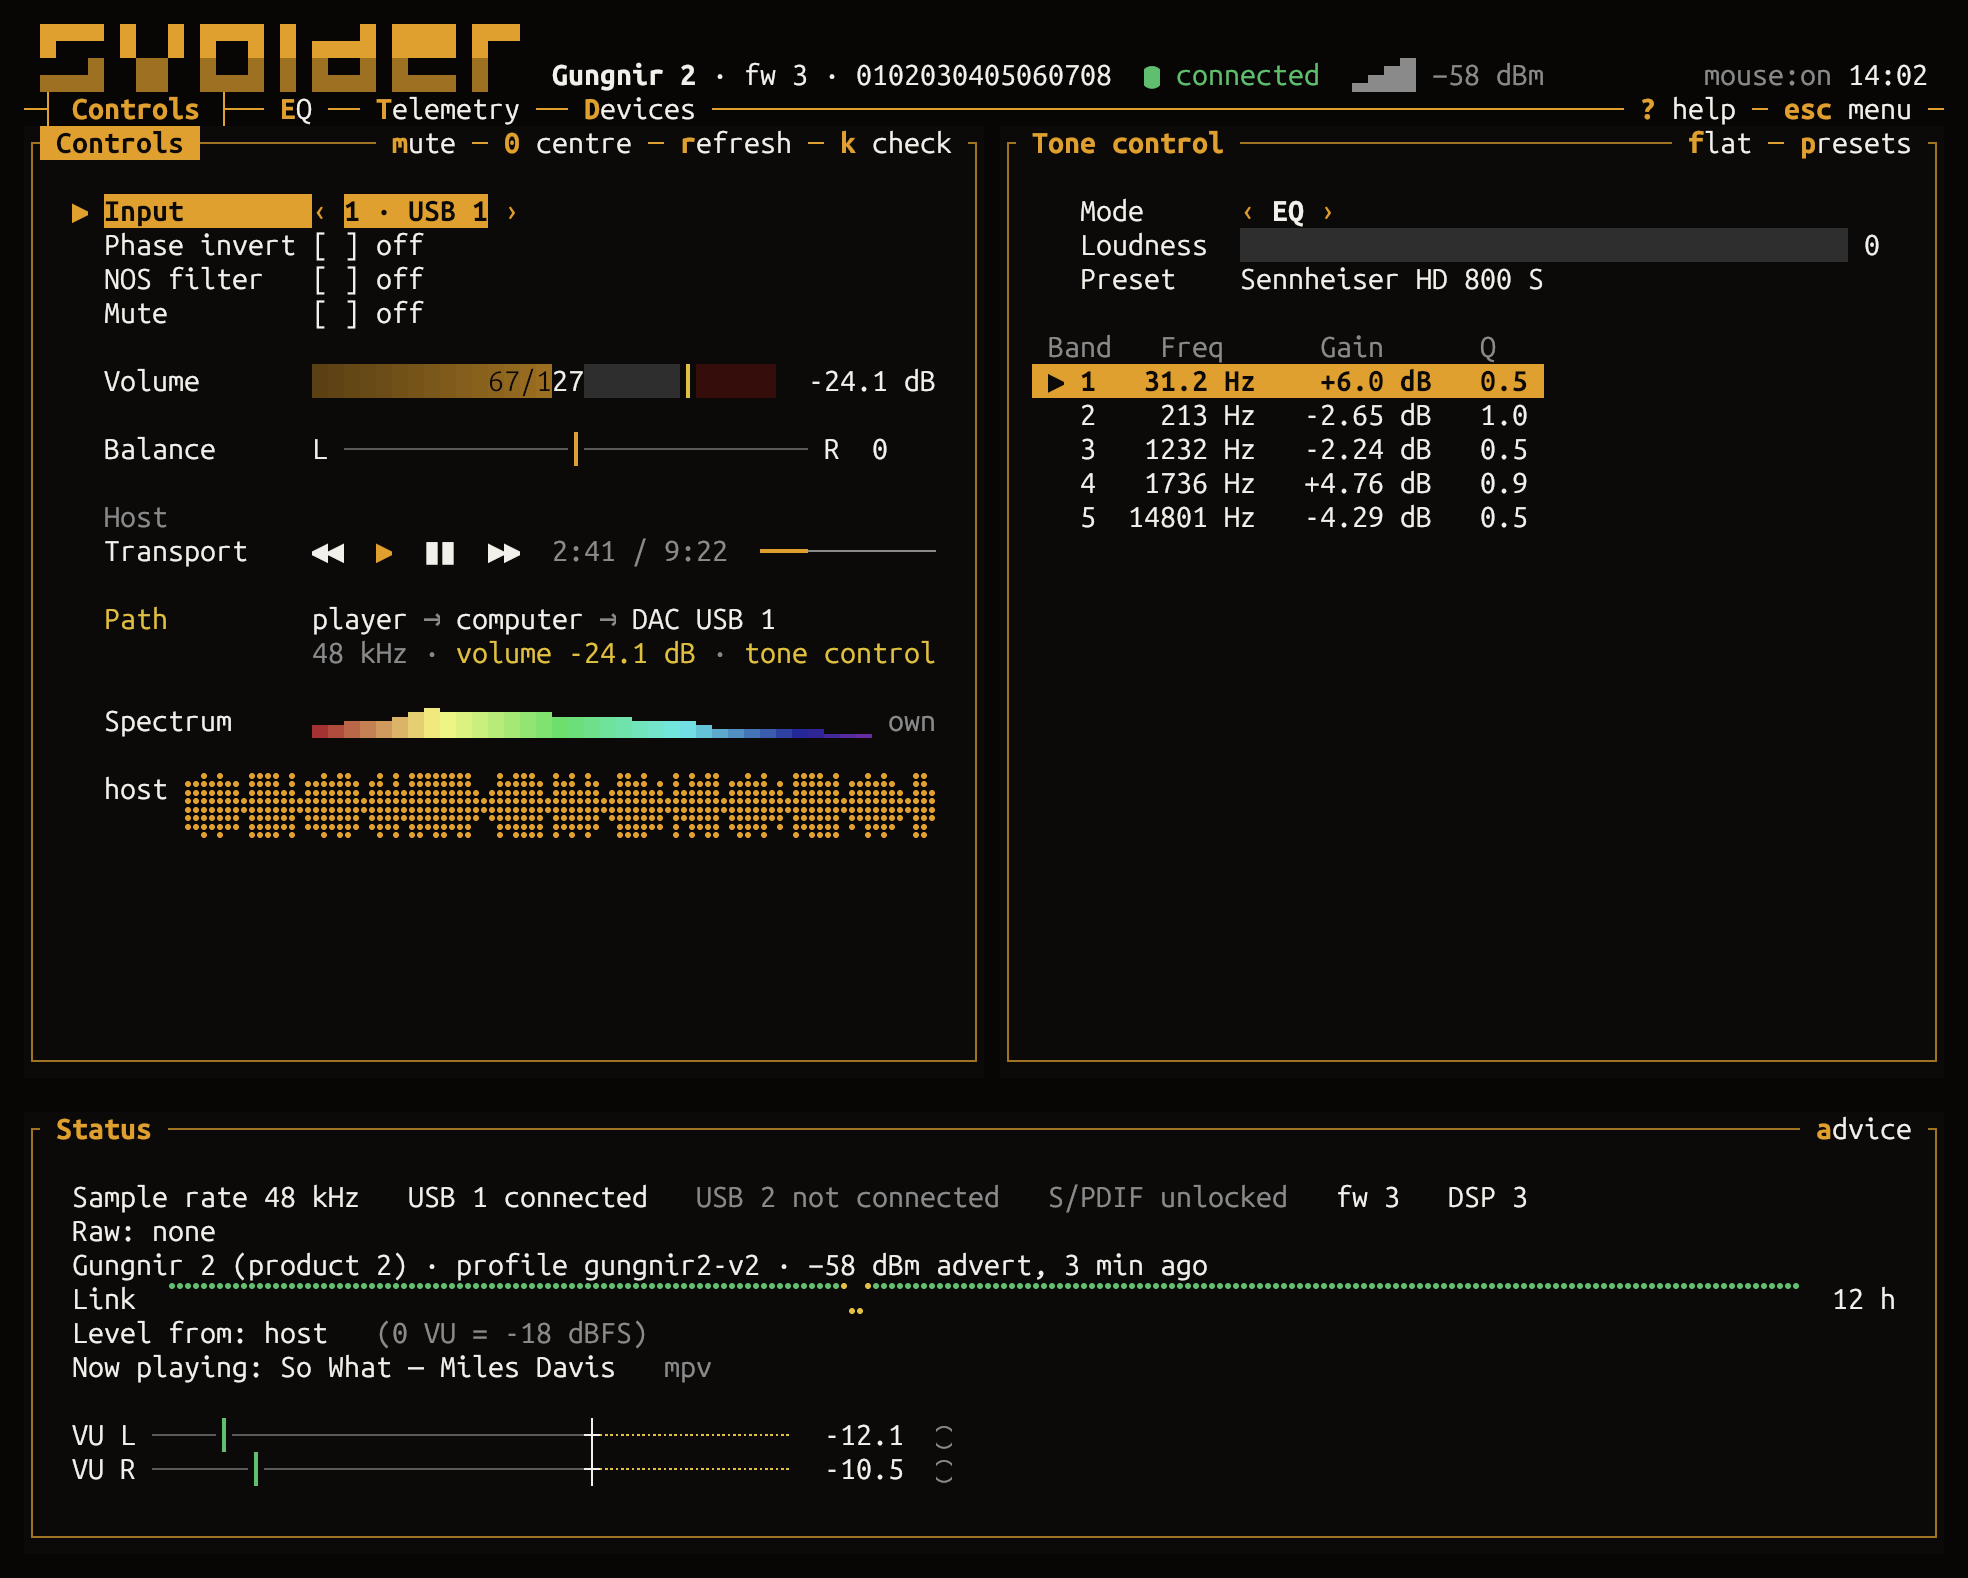 svoider
Gungnir 2 · fw 3 · 0102030405060708 connected −58 dBm mouse:on 14:02
Controls EQ Telemetry Devices ? help esc menu
Controls mute 0 centre refresh k check
Input ‹ 1 · USB 1 ›
Phase invert [ ] off
NOS filter [ ] off
Mute [ ] off
Volume 67/127 -24.1 dB
Balance L R 0
Host
Transport 2:41 / 9:22
Path player → computer → DAC USB 1
48 kHz · volume -24.1 dB · tone control
Spectrum own
host
Tone control flat presets
Mode ‹ EQ ›
Loudness 0
Preset Sennheiser HD 800 S
Band Freq Gain Q
▶ 1 31.2 Hz +6.0 dB 0.5
2 213 Hz -2.65 dB 1.0
3 1232 Hz -2.24 dB 0.5
4 1736 Hz +4.76 dB 0.9
5 14801 Hz -4.29 dB 0.5
Status advice
Sample rate 48 kHz USB 1 connected USB 2 not connected S/PDIF unlocked fw 3 DSP 3
Raw: none
Gungnir 2 (product 2) · profile gungnir2-v2 · −58 dBm advert, 3 min ago
Link 12 h
Level from: host (0 VU = -18 dBFS)
Now playing: So What — Miles Davis mpv
VU L -12.1
VU R -10.5